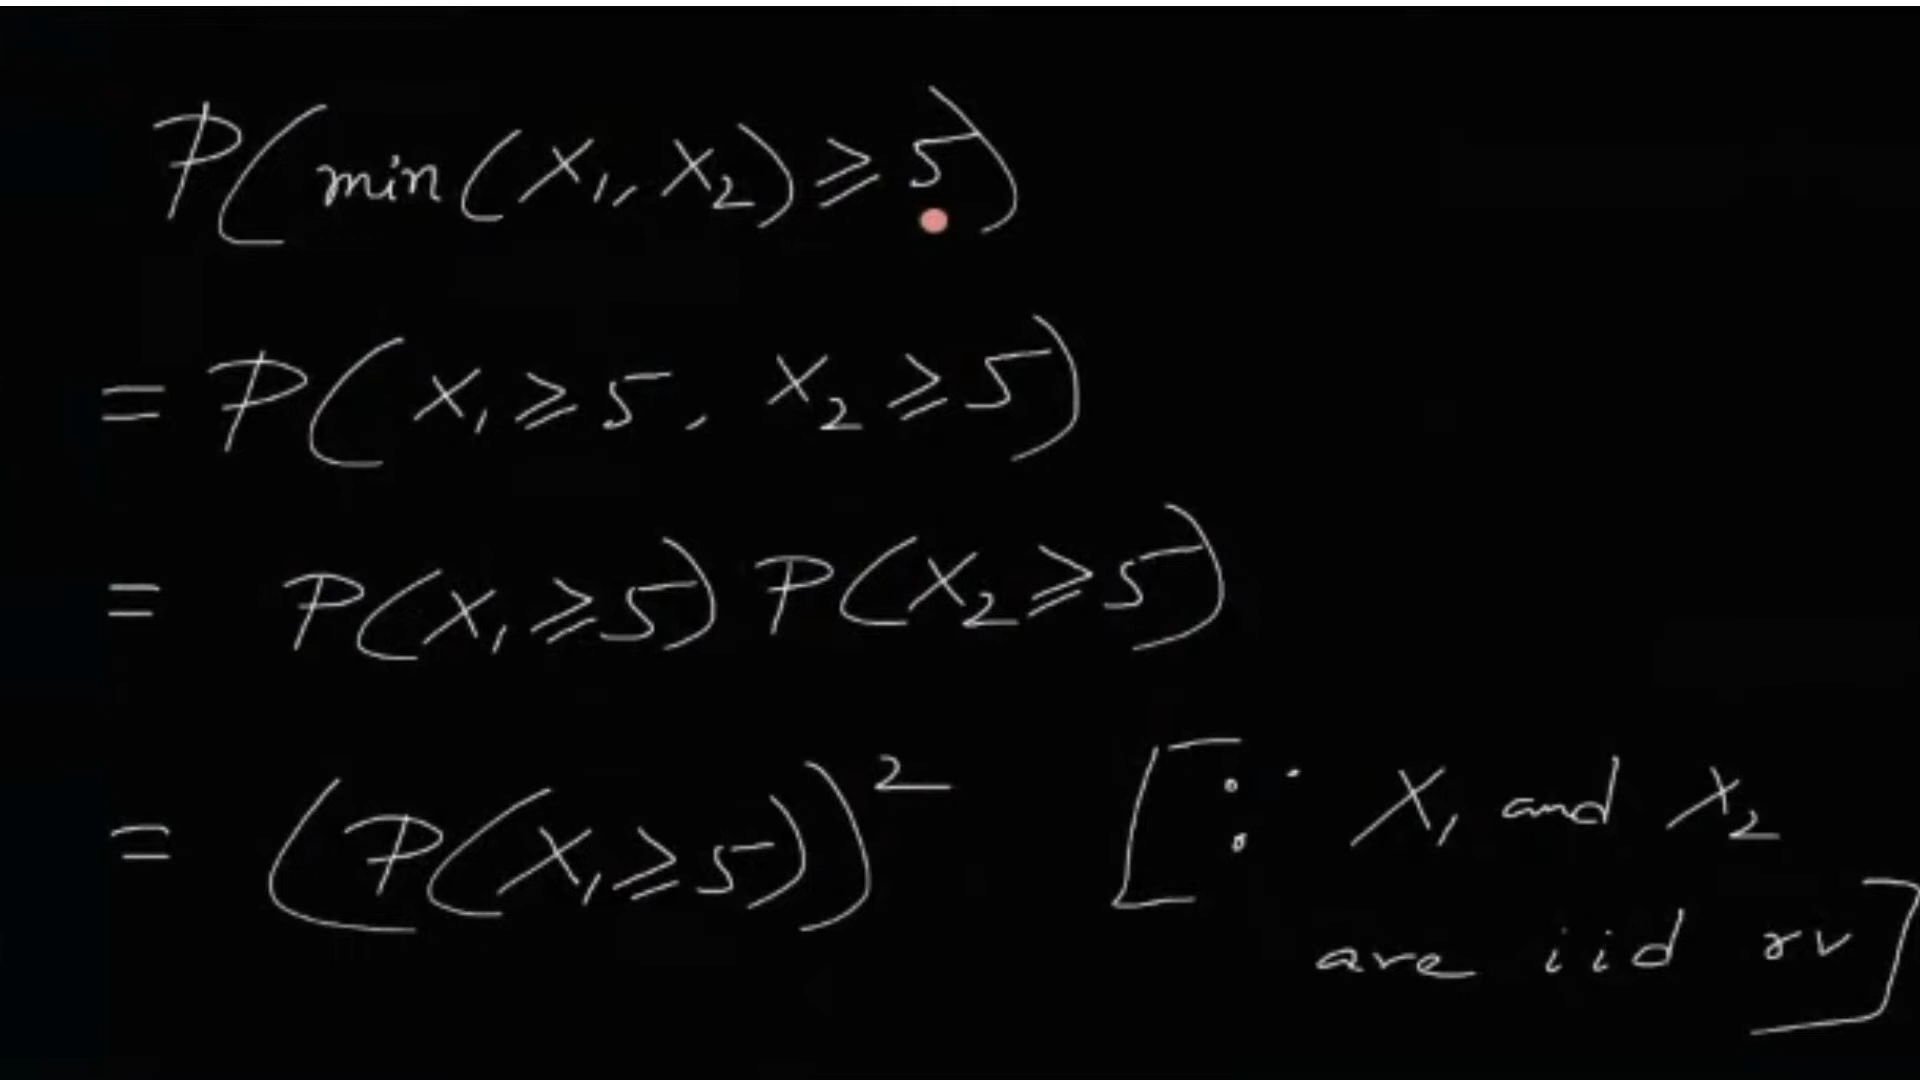 P(min(X₁, X₂) ⩾ 5)
= P(X₁ ⩾ 5, X₂ ⩾ 5)
= P(X₁ ⩾ 5) P(X₂ ⩾ 5)
= (P(X₁ ⩾ 5))² [∵ X₁ and X₂
are iid rv]